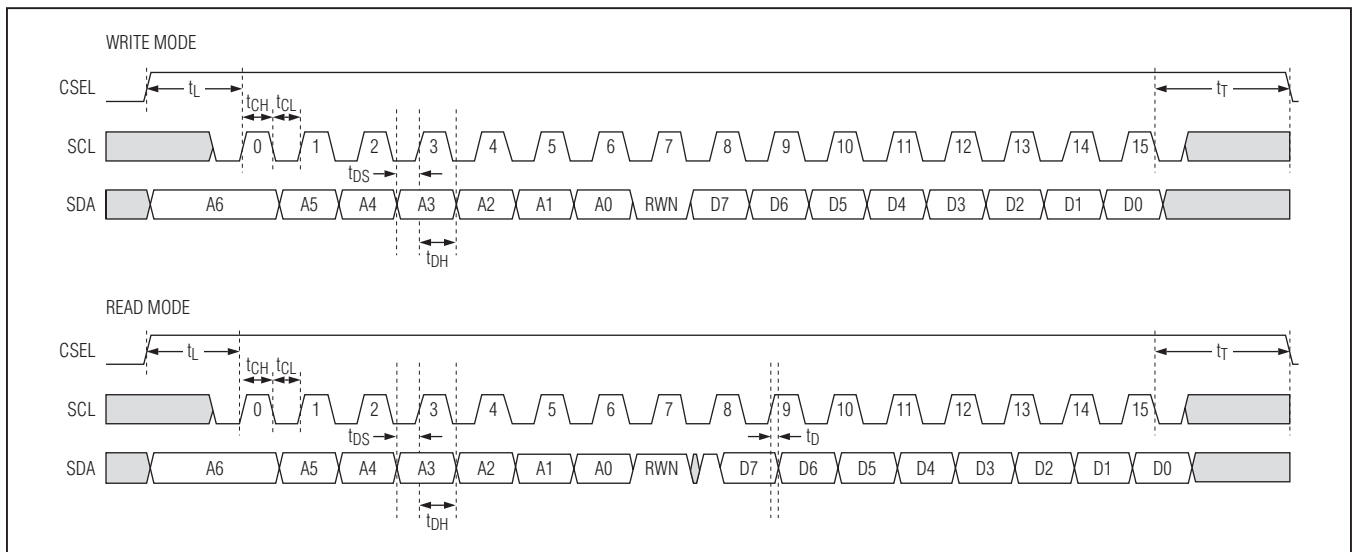 WRITE MODE
CSEL
tL
tT
tCH tCL
SCL 0 1 2 3 4 5 6 7 8 9 10 11 12 13 14 15
tDS
SDA A6 A5 A4 A3 A2 A1 A0 RWN D7 D6 D5 D4 D3 D2 D1 D0
tDH
READ MODE
CSEL
tL
tT
tCH tCL
SCL 0 1 2 3 4 5 6 7 8 9 10 11 12 13 14 15
tDS tD
SDA A6 A5 A4 A3 A2 A1 A0 RWN D7 D6 D5 D4 D3 D2 D1 D0
tDH